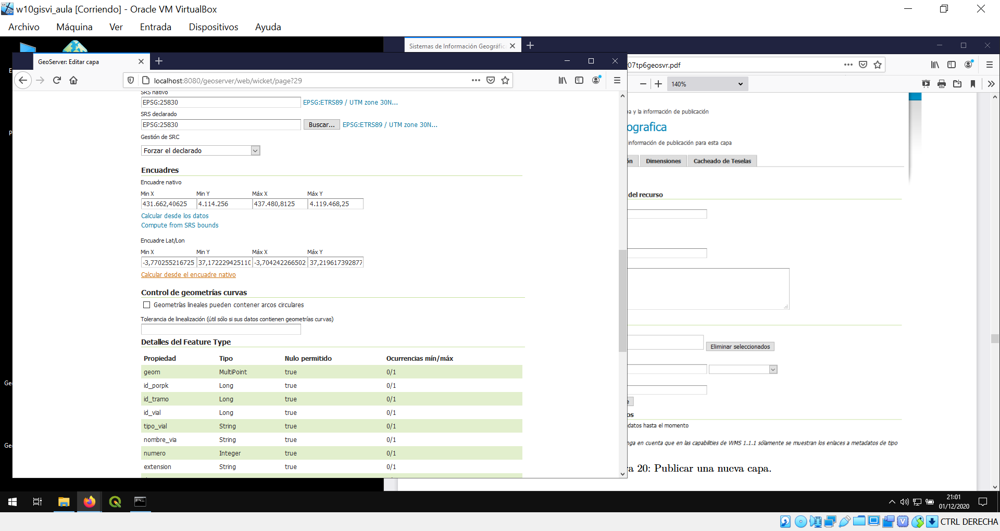 w10gisvi_aula [Corriendo] - Oracle VM VirtualBox
Archivo Máquina Ver Entrada Dispositivos Ayuda
Sistemas de Información Geográfic
GeoServer: Editar capa
07tp6geosvr.pdf
localhost:8080/geoserver/web/wicket/page?29
140%
SRS nativo
EPSG:25830 EPSG:ETRS89 / UTM zone 30N...
SRS declarado
EPSG:25830 Buscar... EPSG:ETRS89 / UTM zone 30N...
Gestión de SRC
Forzar el declarado
Encuadres
Encuadre nativo
Min X Min Y Máx X Máx Y
431.662,40625 4.114.256 437.480,8125 4.119.468,25
Calcular desde los datos
Compute from SRS bounds
Encuadre Lat/Lon
Min X Min Y Máx X Máx Y
-3,770255216725 37,172229425110 -3,704242266502 37,219617392877
Calcular desde el encuadre nativo
Control de geometrías curvas
Geometrías lineales pueden contener arcos circulares
Tolerancia de linealización (útil sólo si sus datos contienen geometrías curvas)
Detalles del Feature Type
Propiedad Tipo Nulo permitido Ocurrencias mín/máx
geom MultiPoint true 0/1
id_porpk Long true 0/1
id_tramo Long true 0/1
id_vial Long true 0/1
tipo_vial String true 0/1
nombre_via String true 0/1
numero Integer true 0/1
extension String true 0/1
a y la información de publicación
ografica
información de publicación para esta capa
ón Dimensiones Cacheado de Teselas
del recurso
Eliminar seleccionados
e
os
datos hasta el momento
nga en cuenta que en las capabilities de WMS 1.1.1 sólamente se muestran los enlaces a metadatos de tipo
ra 20: Publicar una nueva capa.
E
P
Ge
Ge
21:01
01/12/2020
CTRL DERECHA